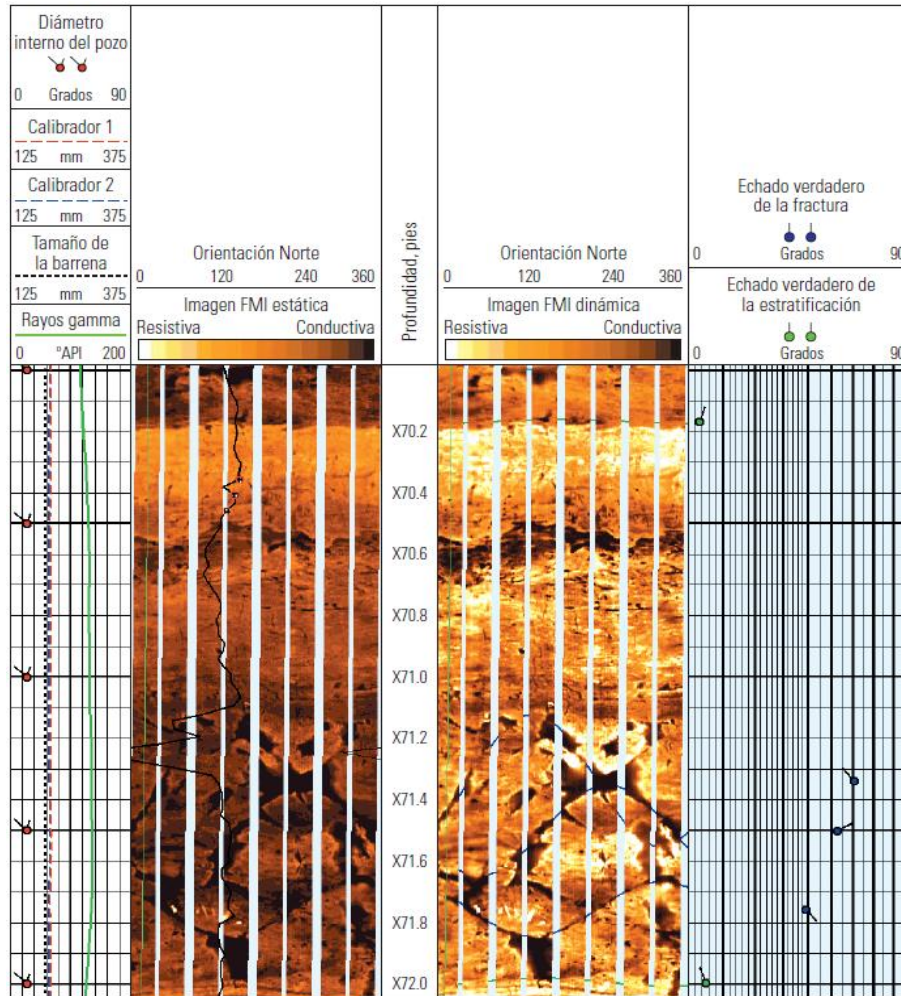 Diámetro
interno del pozo
0 Grados 90
Calibrador 1
125 mm 375
Calibrador 2
125 mm 375
Tamaño de
la barrena
125 mm 375
Rayos gamma
0 °API 200
Orientación Norte
0 120 240 360
Imagen FMI estática
Resistiva Conductiva
Profundidad, pies
Orientación Norte
0 120 240 360
Imagen FMI dinámica
Resistiva Conductiva
Echado verdadero
de la fractura
0 Grados 90
Echado verdadero de
la estratificación
0 Grados 90
X70.2
X70.4
X70.6
X70.8
X71.0
X71.2
X71.4
X71.6
X71.8
X72.0